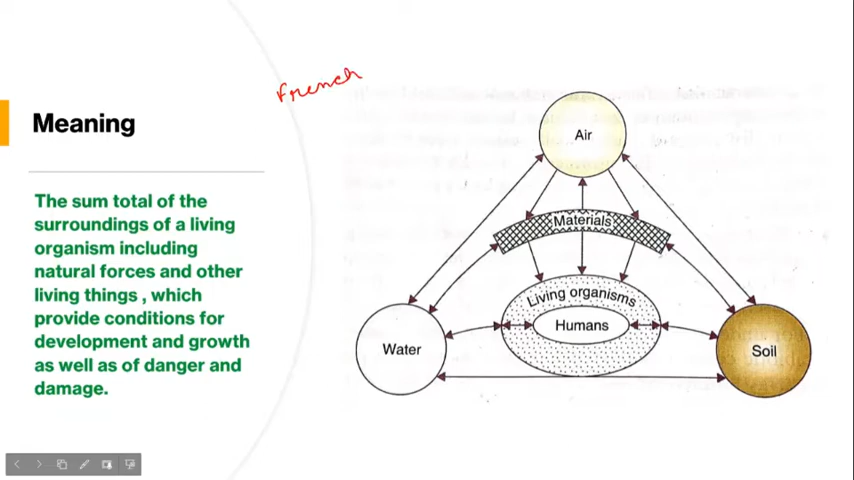 French
Meaning
The sum total of the
surroundings of a living
organism including
natural forces and other
living things , which
provide conditions for
development and growth
as well as of danger and
damage.
Air
Materials
Living organisms
Humans
Water
Soil